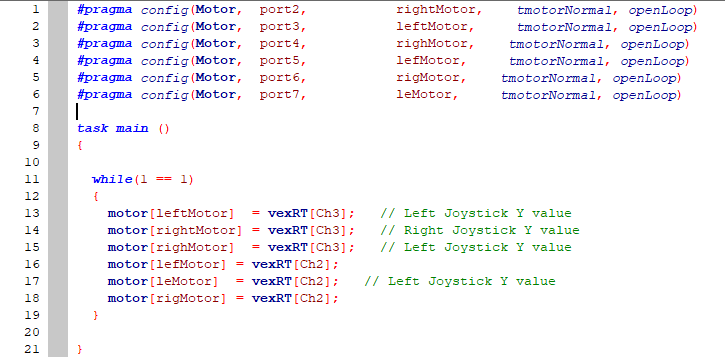 1 #pragma config(Motor, port2, rightMotor, tmotorNormal, openLoop)
2 #pragma config(Motor, port3, leftMotor, tmotorNormal, openLoop)
3 #pragma config(Motor, port4, righMotor, tmotorNormal, openLoop)
4 #pragma config(Motor, port5, lefMotor, tmotorNormal, openLoop)
5 #pragma config(Motor, port6, rigMotor, tmotorNormal, openLoop)
6 #pragma config(Motor, port7, leMotor, tmotorNormal, openLoop)
7
8 task main ()
9 {
10
11 while(1 == 1)
12 {
13 motor[leftMotor] = vexRT[Ch3]; // Left Joystick Y value
14 motor[rightMotor] = vexRT[Ch3]; // Right Joystick Y value
15 motor[righMotor] = vexRT[Ch3]; // Left Joystick Y value
16 motor[lefMotor] = vexRT[Ch2];
17 motor[leMotor] = vexRT[Ch2]; // Left Joystick Y value
18 motor[rigMotor] = vexRT[Ch2];
19 }
20
21 }